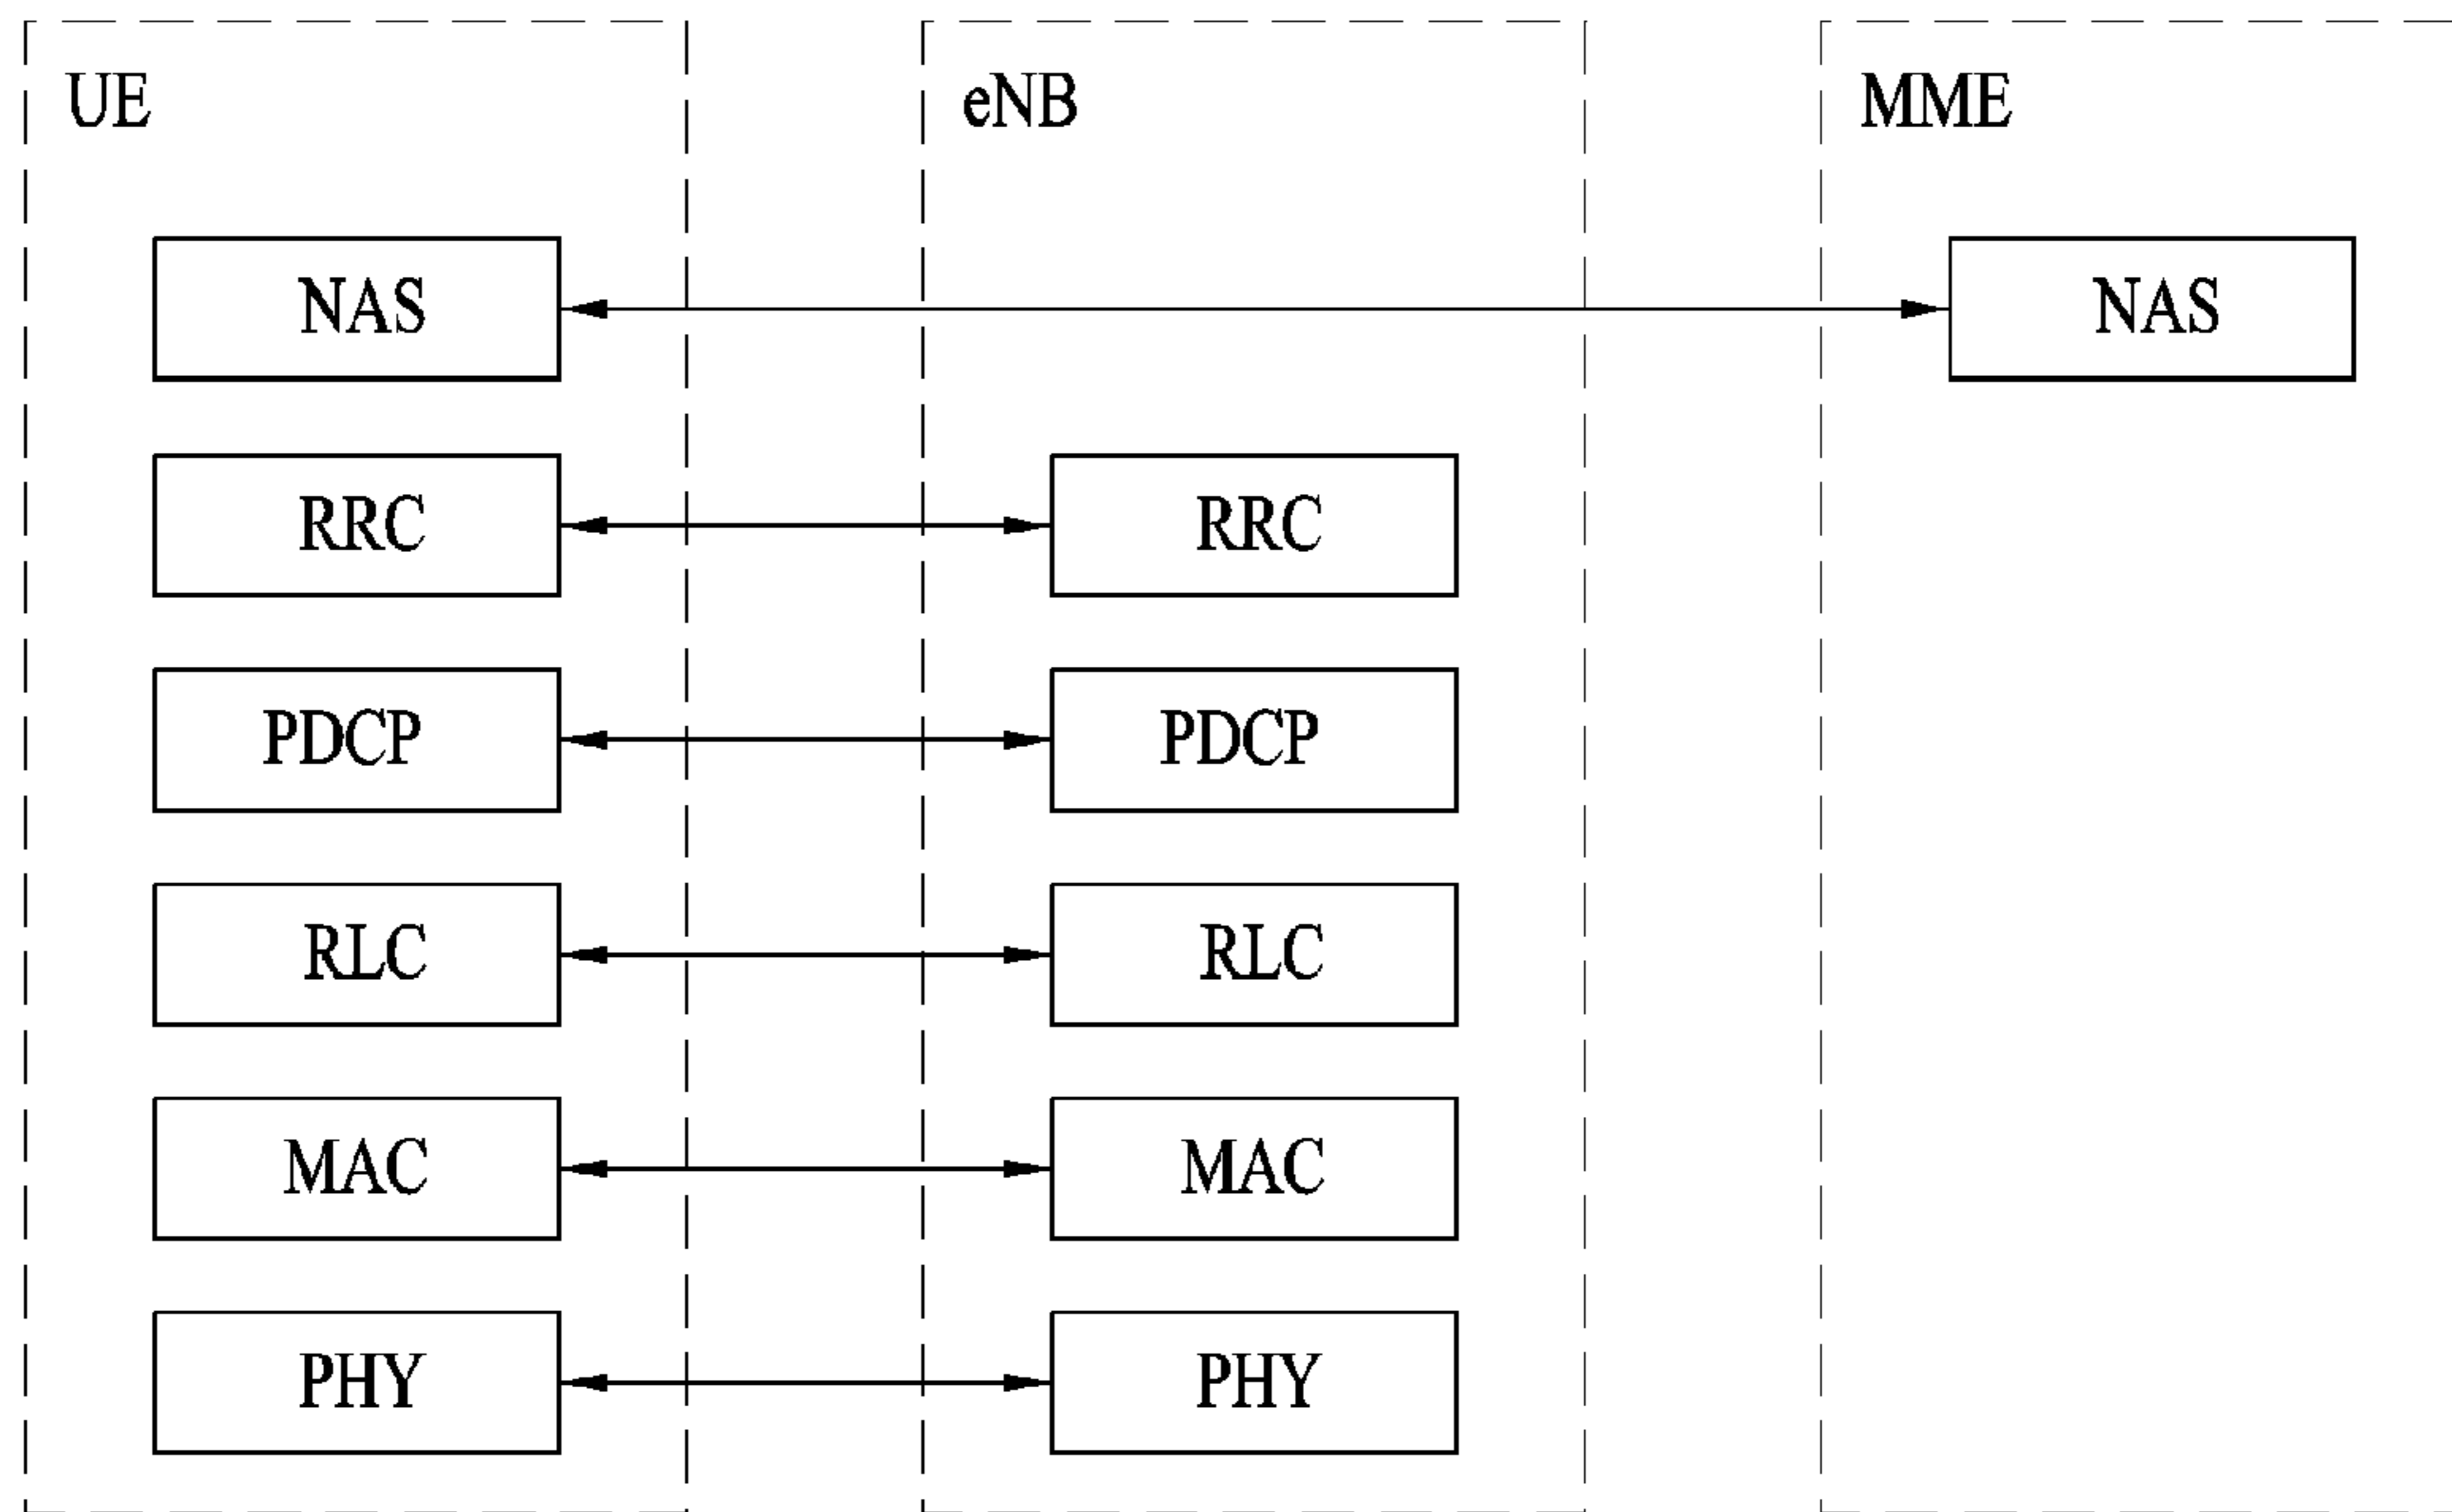 UE eNB MME
NAS NAS
RRC RRC
PDCP PDCP
RLC RLC
MAC MAC
PHY PHY